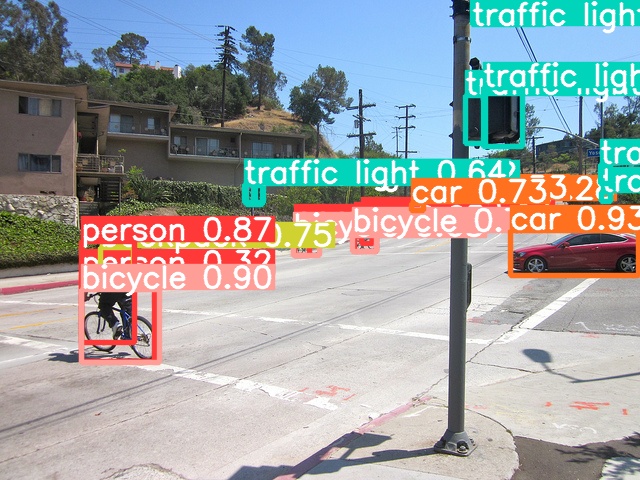 traffic ligh
traffic ligh
traffic light 0.64
car 0.73
car 0.93
bicycle 0.
person 0.87
0.75
person 0.32
bicycle 0.90